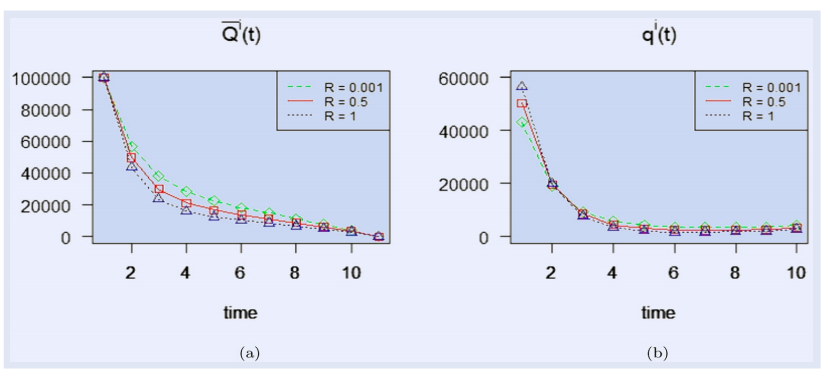 Q̅ⁱ(t)
100000
80000
60000
40000
20000
0
R = 0.001
R = 0.5
R = 1
2 4 6 8 10
time
(a)
qⁱ(t)
60000
40000
20000
0
R = 0.001
R = 0.5
R = 1
2 4 6 8 10
time
(b)